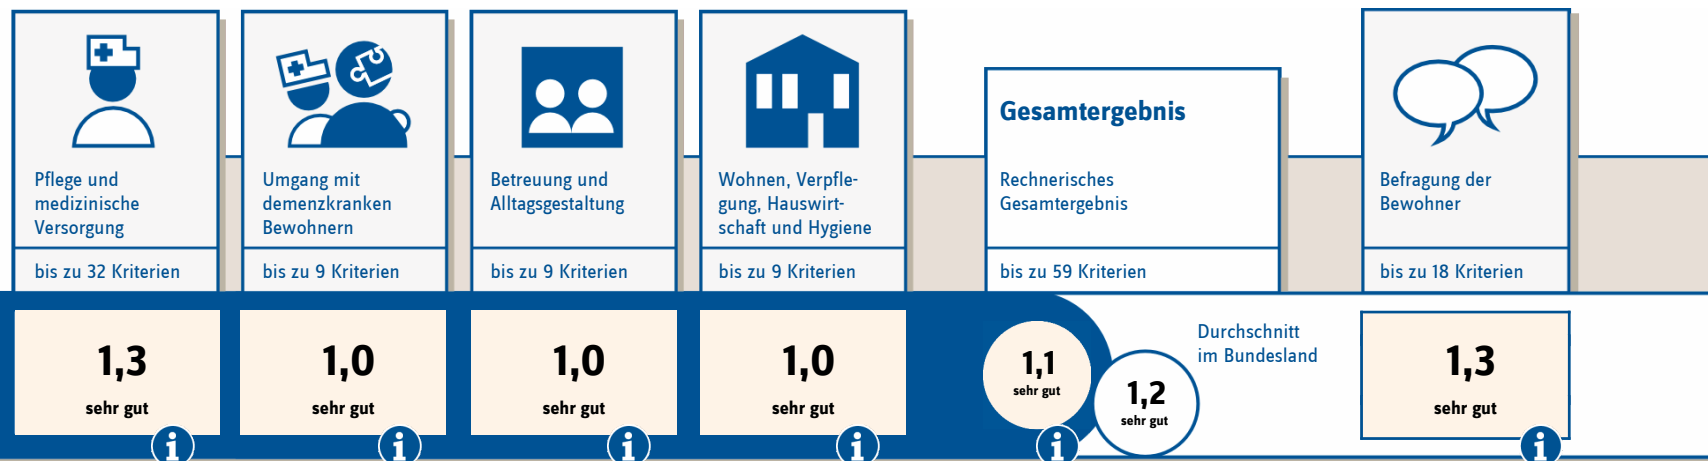 Pflege und
medizinische
Versorgung
bis zu 32 Kriterien
1,3
sehr gut
Umgang mit
demenzkranken
Bewohnern
bis zu 9 Kriterien
1,0
sehr gut
Betreuung und
Alltagsgestaltung
bis zu 9 Kriterien
1,0
sehr gut
Wohnen, Verpfle-
gung, Hauswirt-
schaft und Hygiene
bis zu 9 Kriterien
1,0
sehr gut
Gesamtergebnis
Rechnerisches
Gesamtergebnis
bis zu 59 Kriterien
1,1
sehr gut
1,2
sehr gut
Durchschnitt
im Bundesland
Befragung der
Bewohner
bis zu 18 Kriterien
1,3
sehr gut
i
i
i
i
i
i